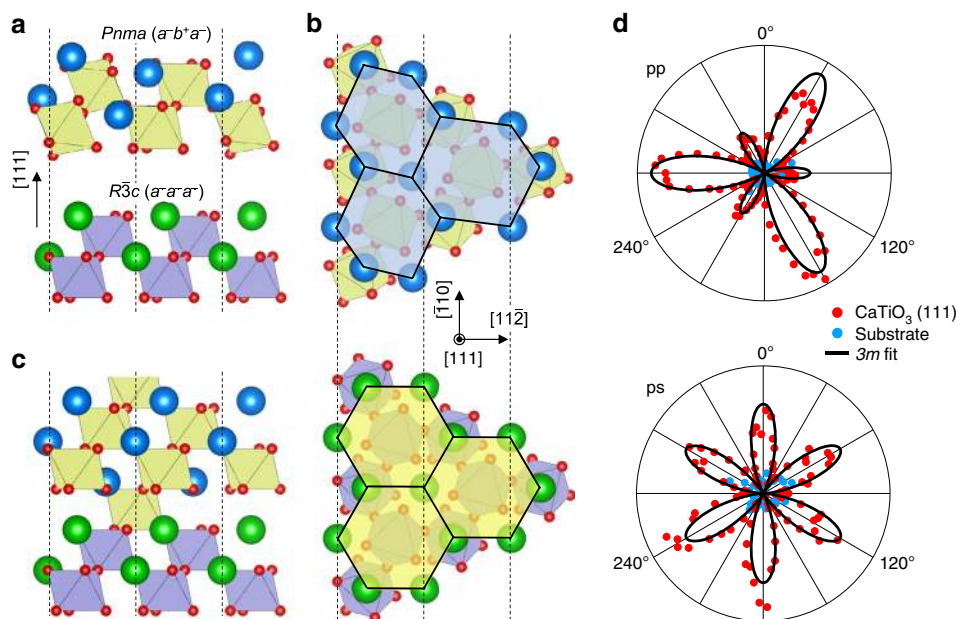 a
Pnma (a⁻b⁺a⁻)
[111]
R3̄c (a⁻a⁻a⁻)
b
[1̄10]
[112̄]
[111]
c
d
0°
pp
240°
120°
CaTiO₃ (111)
Substrate
3m fit
0°
ps
240°
120°